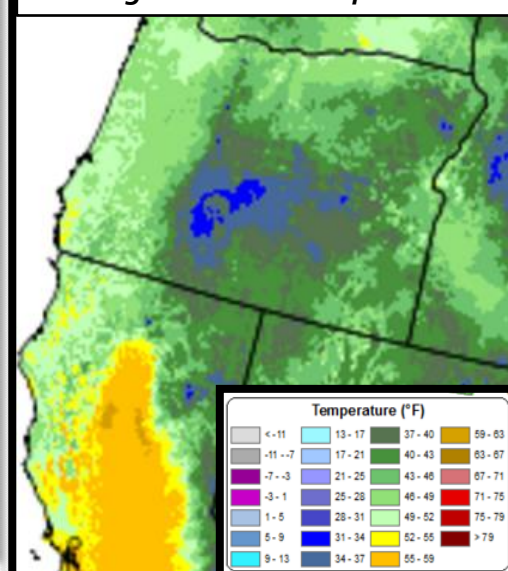 Temperature (°F)
< -11 13 - 17 37 - 40 59 - 63
-11 - -7 17 - 21 40 - 43 63 - 67
-7 - -3 21 - 25 43 - 46 67 - 71
-3 - 1 25 - 28 46 - 49 71 - 75
1 - 5 28 - 31 49 - 52 75 - 79
5 - 9 31 - 34 52 - 55 > 79
9 - 13 34 - 37 55 - 59